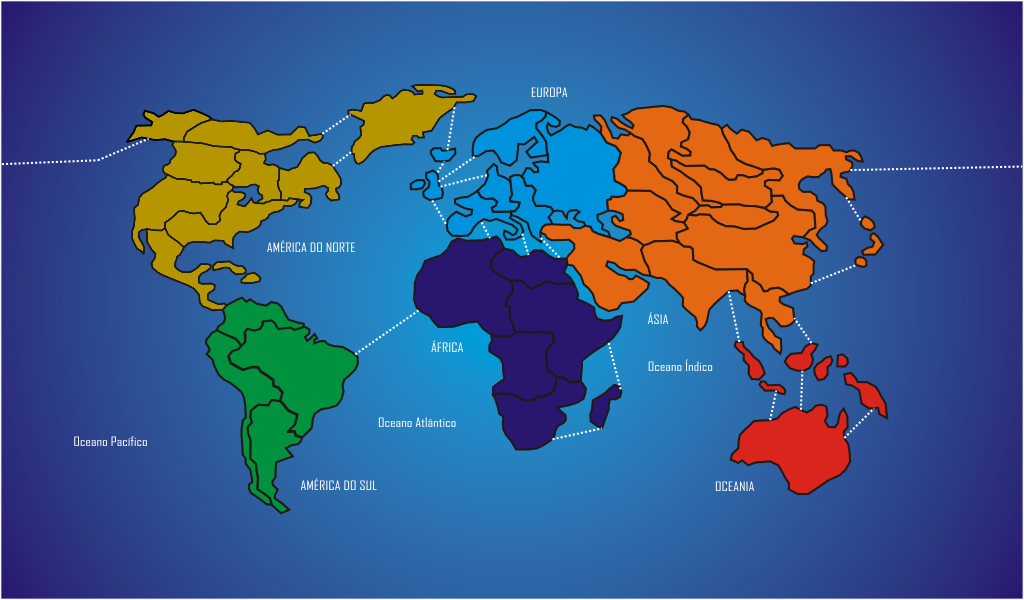 EUROPA
AMÉRICA DO NORTE
ÁSIA
ÁFRICA
Oceano Índico
Oceano Atlântico
Oceano Pacífico
AMÉRICA DO SUL
OCEANIA